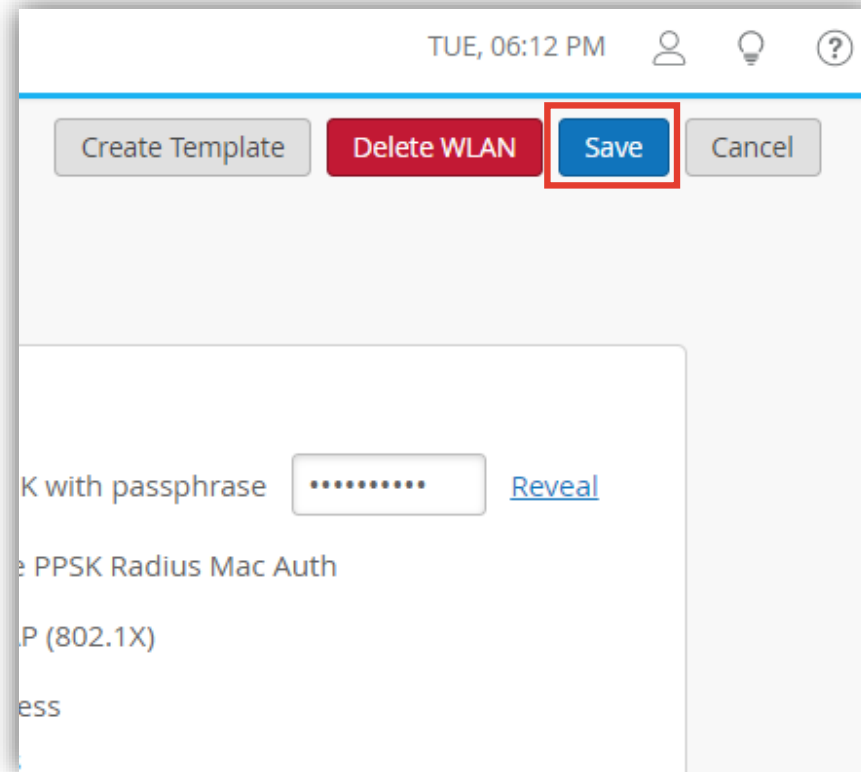 TUE, 06:12 PM ?
Create Template Delete WLAN Save Cancel
K with passphrase •••••••••• Reveal
PPSK Radius Mac Auth
P (802.1X)
ess